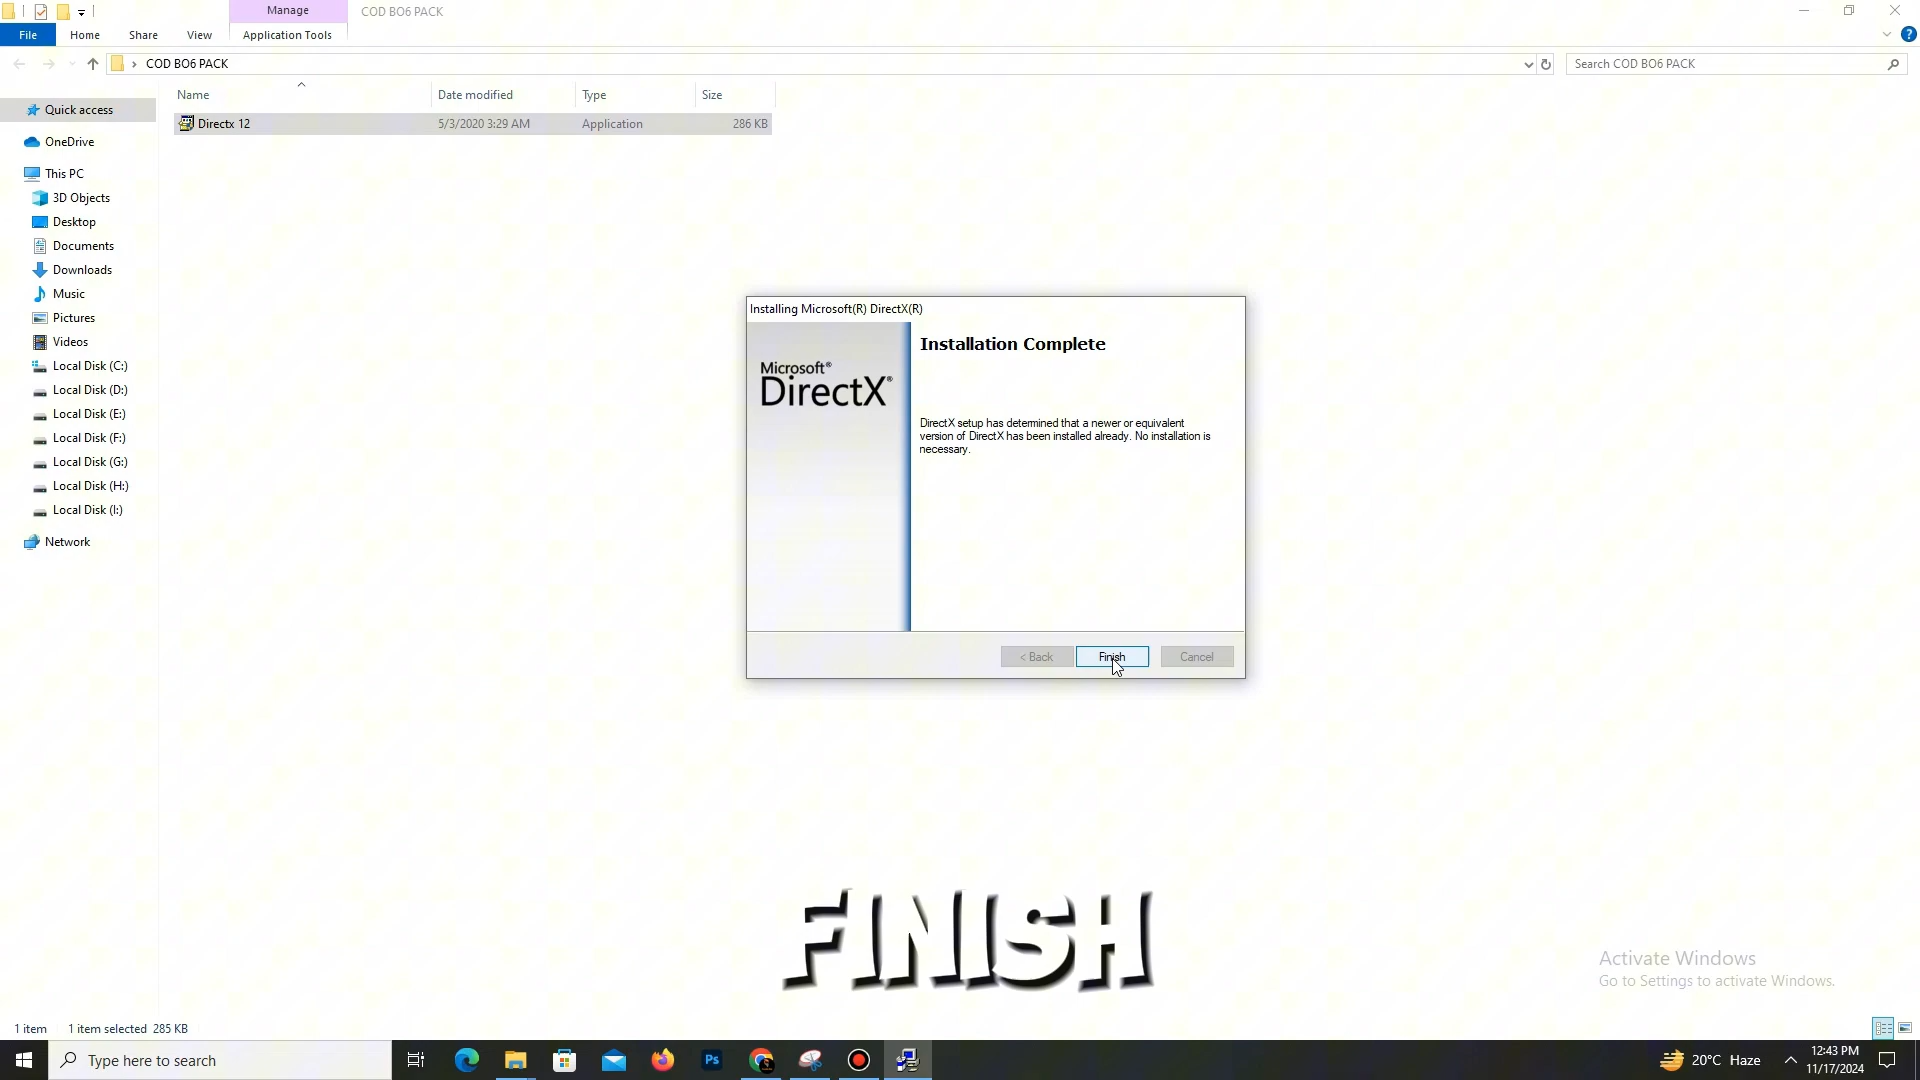 Manage
COD BO6 PACK
File
Home
Share
View
Application Tools
COD BO6 PACK
Search COD BO6 PACK
Name
Date modified
Type
Size
Directx 12
5/3/2020 3:29 AM
Application
286 KB
Quick access
OneDrive
This PC
3D Objects
Desktop
Documents
Downloads
Music
Pictures
Videos
Local Disk (C:)
Local Disk (D:)
Local Disk (E:)
Local Disk (F:)
Local Disk (G:)
Local Disk (H:)
Local Disk (I:)
Network
Installing Microsoft(R) DirectX(R)
Microsoft®
DirectX®
Installation Complete
DirectX setup has determined that a newer or equivalent
version of DirectX has been installed already. No installation is
necessary.
< Back
Finish
Cancel
FINISH
Activate Windows
Go to Settings to activate Windows.
1 item
1 item selected 285 KB
Type here to search
Ps
20°C Haze
12:43 PM
11/17/2024